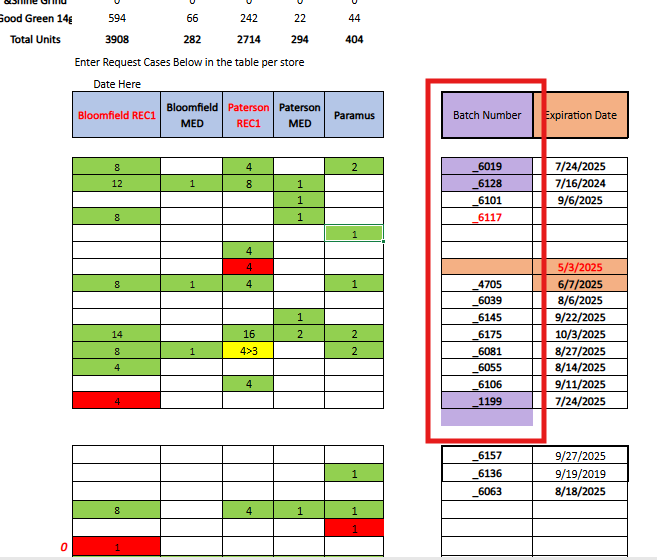 &Shine Grind 0 0 0 0 0
Good Green 14g 594 66 242 22 44
Total Units 3908 282 2714 294 404
Enter Request Cases Below in the table per store
Date Here
Bloomfield REC1 Bloomfield MED Paterson REC1 Paterson MED Paramus Batch Number Expiration Date
8 4 2 _6019 7/24/2025
12 1 8 1 _6128 7/16/2024
1 _6101 9/6/2025
8 1 _6117
1
4
4 5/3/2025
8 1 4 1 _4705 6/7/2025
_6039 8/6/2025
1 _6145 9/22/2025
14 16 2 2 _6175 10/3/2025
8 1 4>3 2 _6081 8/27/2025
4 _6055 8/14/2025
4 _6106 9/11/2025
4 _1199 7/24/2025
_6157 9/27/2025
1 _6136 9/19/2019
_6063 8/18/2025
8 4 1 1
1
0 1